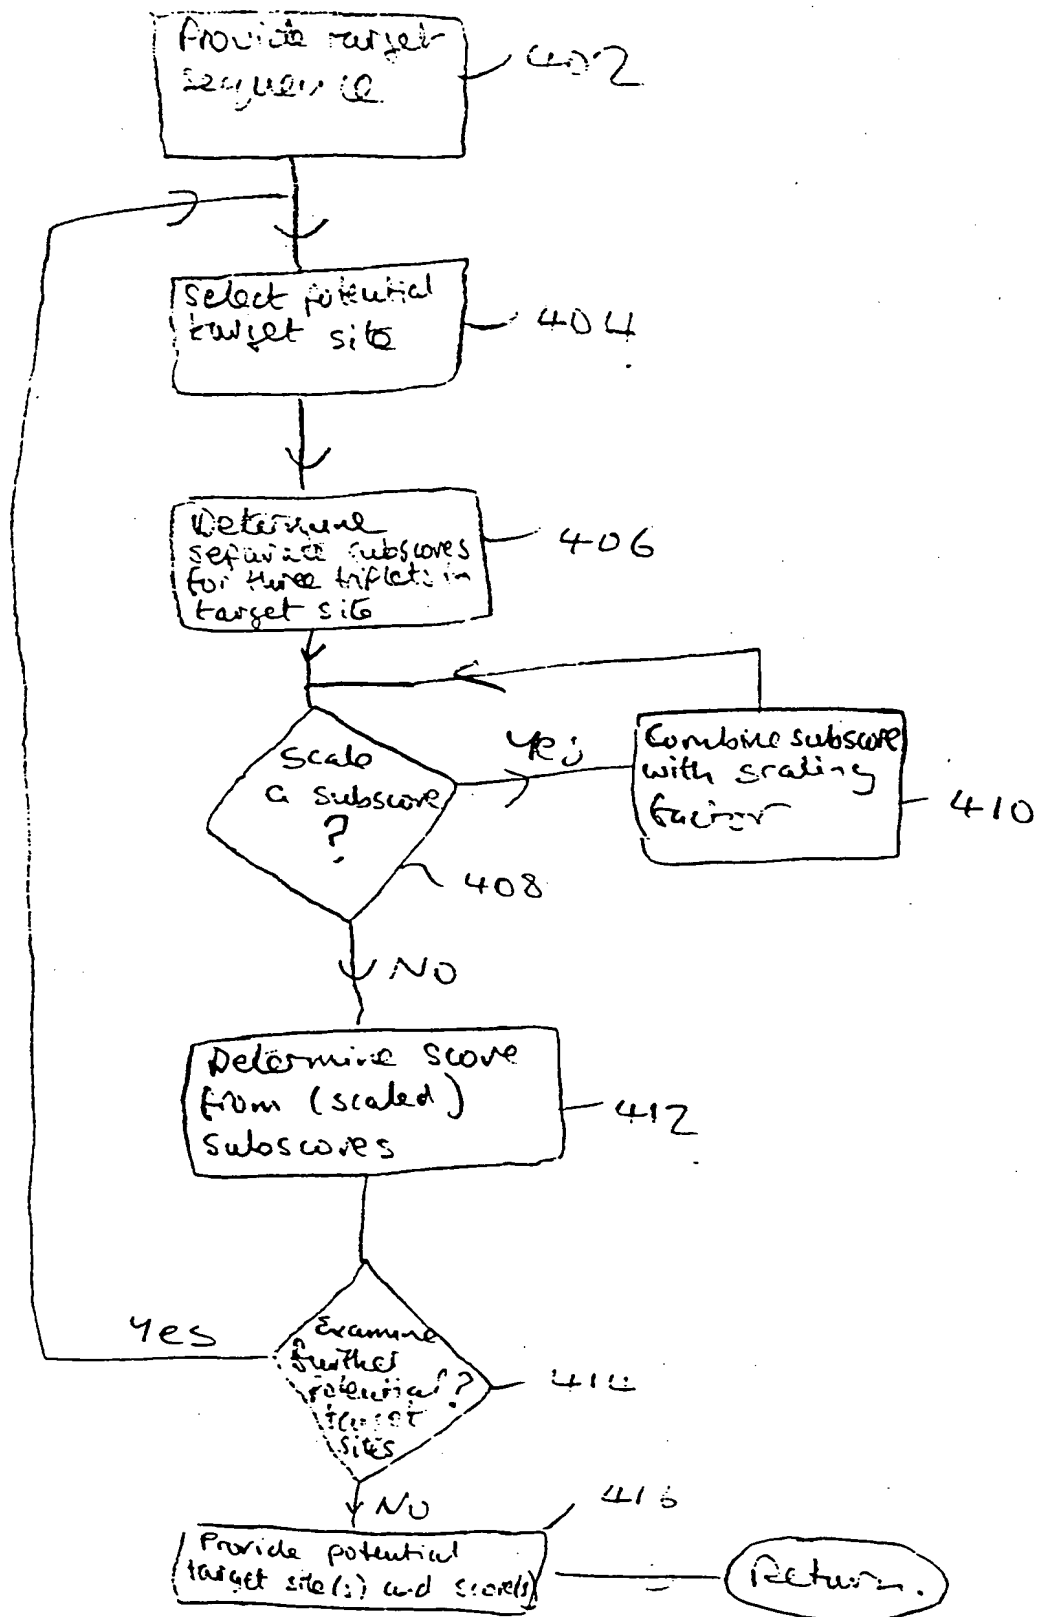 Provide target
sequence
402
Select potential
target site
404
Determine
separate subscores
for three triplets in
target site
406
Scale
a subscore
?
408
Yes
Combine subscore
with scaling
factor
410
NO
Determine score
from (scaled)
subscores
412
Yes
Examine
further
potential ?
target
sites
414
NO
416
Provide potential
target site(s) and score(s)
Return.